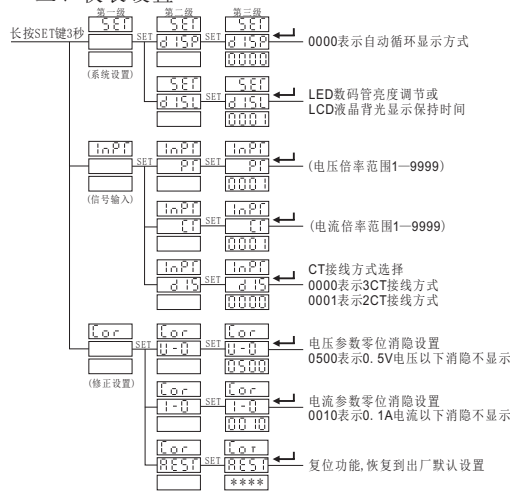 第一级 第二级 第三级
长按SET键3秒
SET SET SET
SET diSP SET diSP
0000
0000表示自动循环显示方式
(系统设置)
SET SET
diSL SET diSL
0001
LED数码管亮度调节或
LCD液晶背光显示保持时间
InPT InPT InPT
SET PT SET PT
0001
(电压倍率范围1—9999)
(信号输入)
InPT InPT
CT SET CT
0001
(电流倍率范围1—9999)
InPT InPT
diS SET diS
0000
CT接线方式选择
0000表示3CT接线方式
0001表示2CT接线方式
Cor Cor Cor
SET U-0 SET U-0
0500
电压参数零位消隐设置
0500表示0.5V电压以下消隐不显示
(修正设置)
Cor Cor
I-0 SET I-0
0010
电流参数零位消隐设置
0010表示0.1A电流以下消隐不显示
Cor Cor
REST SET REST
****
复位功能,恢复到出厂默认设置